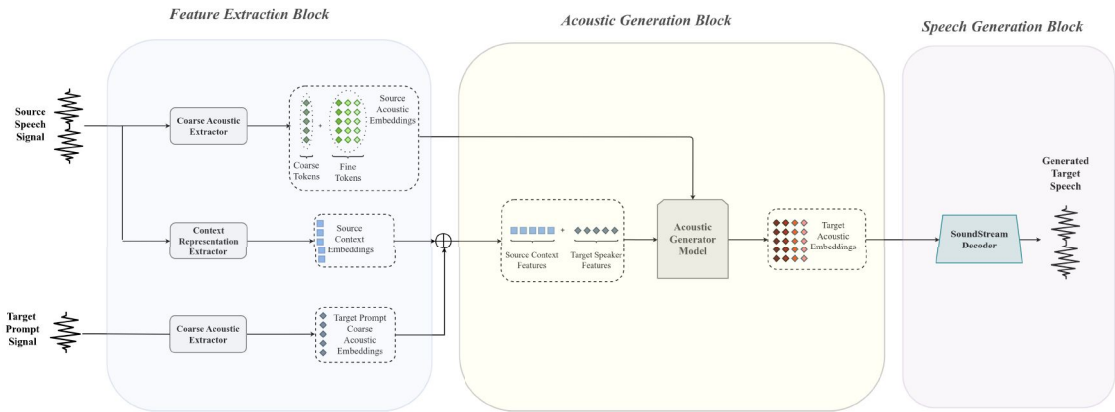 Feature Extraction Block
Acoustic Generation Block
Speech Generation Block
Source
Speech
Signal
Coarse Acoustic
Extractor
+
Source
Acoustic
Embeddings
Coarse
Tokens
Fine
Tokens
Context
Representation
Extractor
Source
Context
Embeddings
Target
Prompt
Signal
Coarse Acoustic
Extractor
Target Prompt
Coarse
Acoustic
Embeddings
+
Source Context
Features
Target Speaker
Features
Acoustic
Generator
Model
Target
Acoustic
Embeddings
SoundStream
Decoder
Generated
Target
Speech